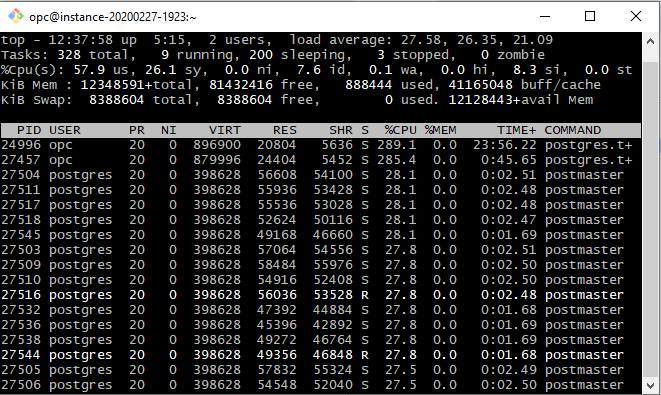 opc@instance-20200227-1923:~
top - 12:37:58 up  5:15,  2 users,  load average: 27.58, 26.35, 21.09
Tasks: 328 total,   9 running, 200 sleeping,   3 stopped,   0 zombie
%Cpu(s): 57.9 us, 26.1 sy,  0.0 ni,  7.6 id,  0.1 wa,  0.0 hi,  8.3 si,  0.0 st
KiB Mem : 12348591+total, 81432416 free,   888444 used, 41165048 buff/cache
KiB Swap:  8388604 total,  8388604 free,        0 used. 12128443+avail Mem
PID USER      PR  NI    VIRT    RES    SHR S  %CPU %MEM     TIME+ COMMAND
24996 opc       20   0  896900  20804   5636 S 289.1  0.0  23:56.22 postgres.t+
27457 opc       20   0  879996  24404   5452 S 285.4  0.0   0:45.65 postgres.t+
27504 postgres  20   0  398628  56608  54100 S  28.1  0.0   0:02.51 postmaster
27511 postgres  20   0  398628  55936  53428 S  28.1  0.0   0:02.48 postmaster
27517 postgres  20   0  398628  55536  53028 S  28.1  0.0   0:02.48 postmaster
27518 postgres  20   0  398628  52624  50116 S  28.1  0.0   0:02.47 postmaster
27545 postgres  20   0  398628  49168  46660 S  28.1  0.0   0:01.69 postmaster
27503 postgres  20   0  398628  57064  54556 S  27.8  0.0   0:02.51 postmaster
27509 postgres  20   0  398628  58484  55976 S  27.8  0.0   0:02.50 postmaster
27510 postgres  20   0  398628  54916  52408 S  27.8  0.0   0:02.50 postmaster
27516 postgres  20   0  398628  56036  53528 R  27.8  0.0   0:02.48 postmaster
27532 postgres  20   0  398628  47392  44884 S  27.8  0.0   0:01.68 postmaster
27536 postgres  20   0  398628  45396  42892 S  27.8  0.0   0:01.69 postmaster
27538 postgres  20   0  398628  49272  46764 S  27.8  0.0   0:01.69 postmaster
27544 postgres  20   0  398628  49356  46848 R  27.8  0.0   0:01.68 postmaster
27505 postgres  20   0  398628  57832  55324 S  27.5  0.0   0:02.49 postmaster
27506 postgres  20   0  398628  54548  52040 S  27.5  0.0   0:02.50 postmaster